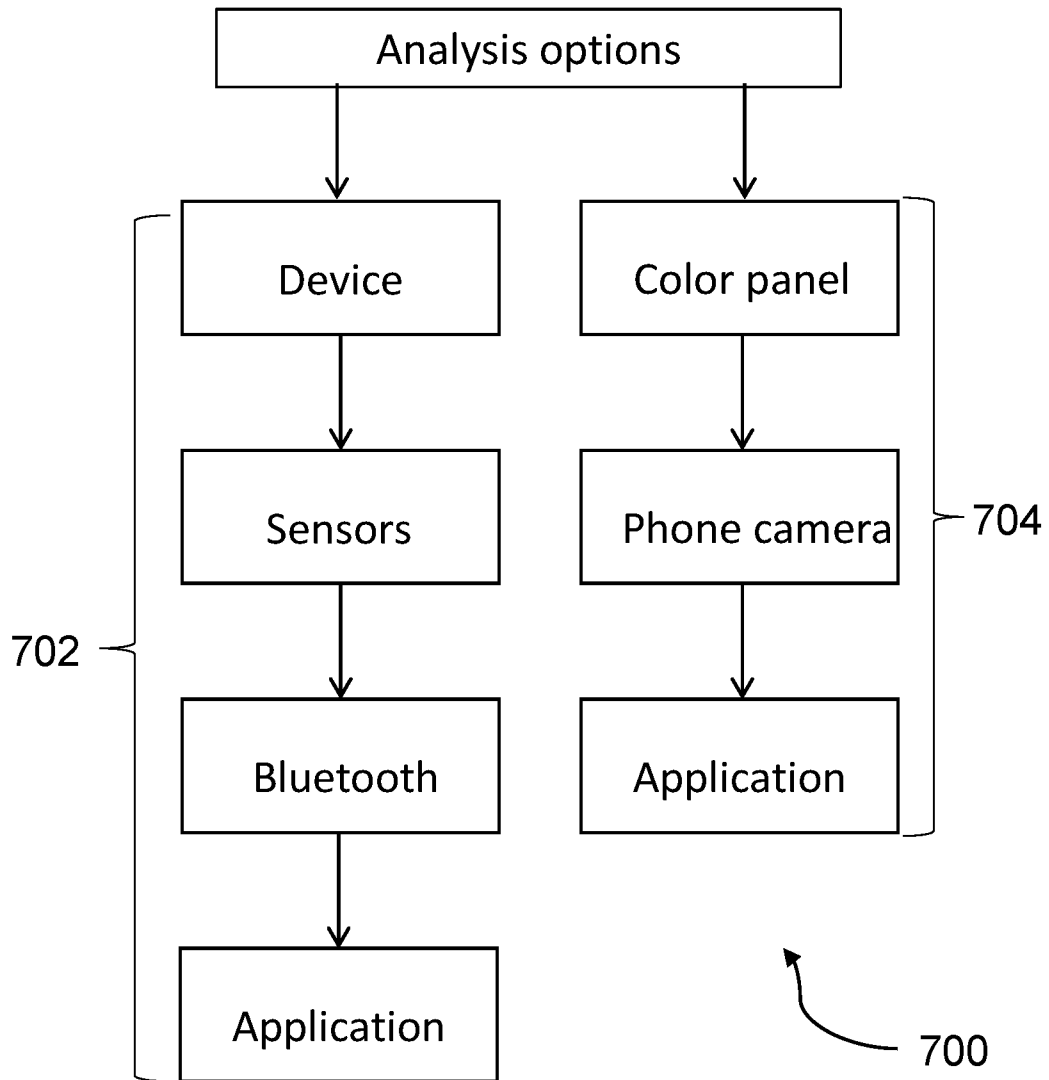 Analysis options
Device
Color panel
Sensors
Phone camera
704
702
Bluetooth
Application
Application
700